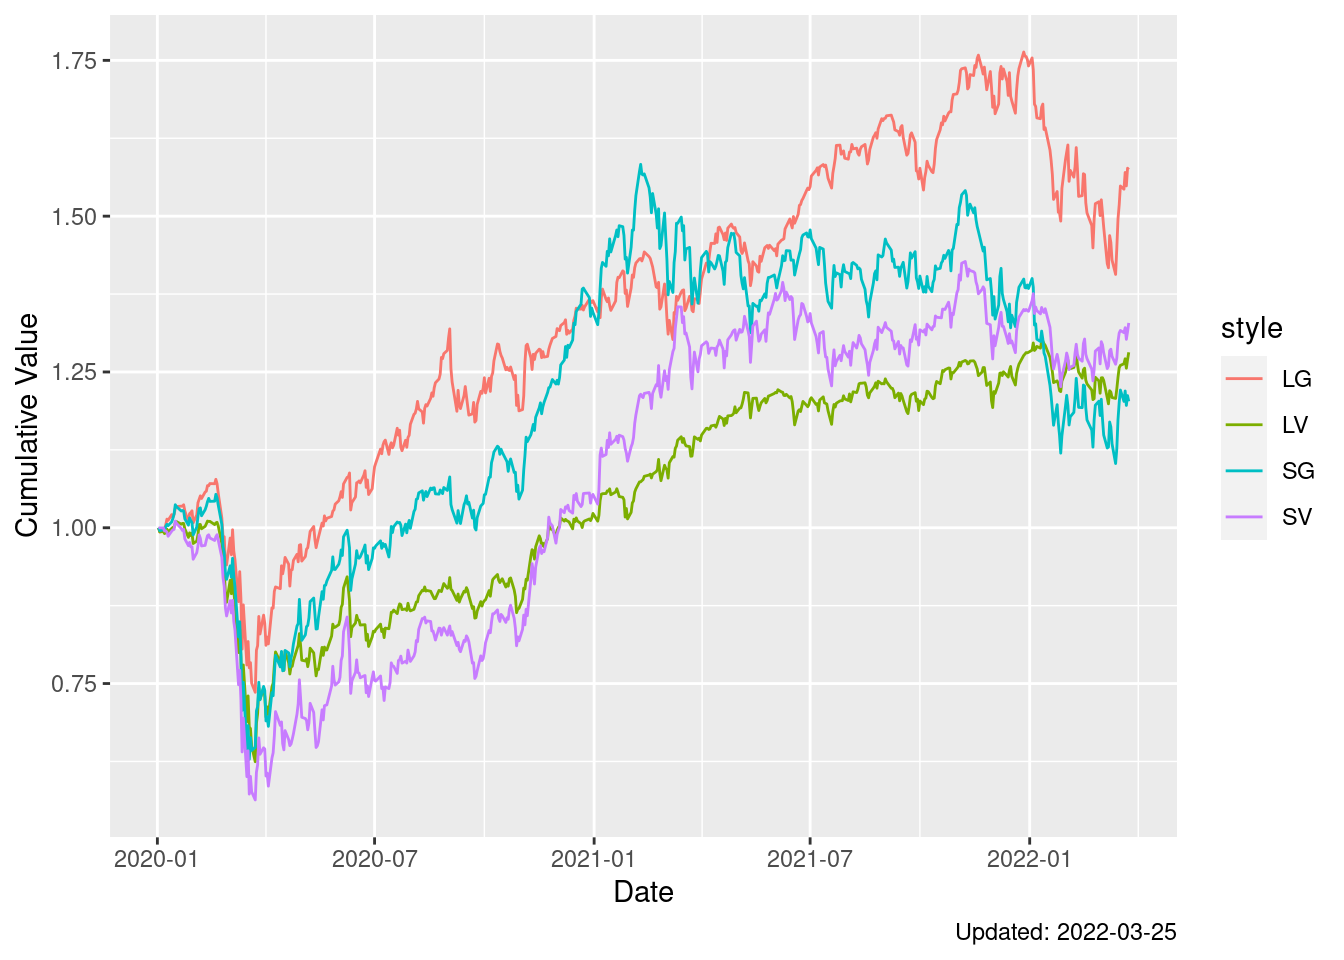 1.75
1.50
1.25
1.00
0.75
Cumulative Value
2020-01
2020-07
2021-01
2021-07
2022-01
Date
style
LG
LV
SG
SV
Updated: 2022-03-25